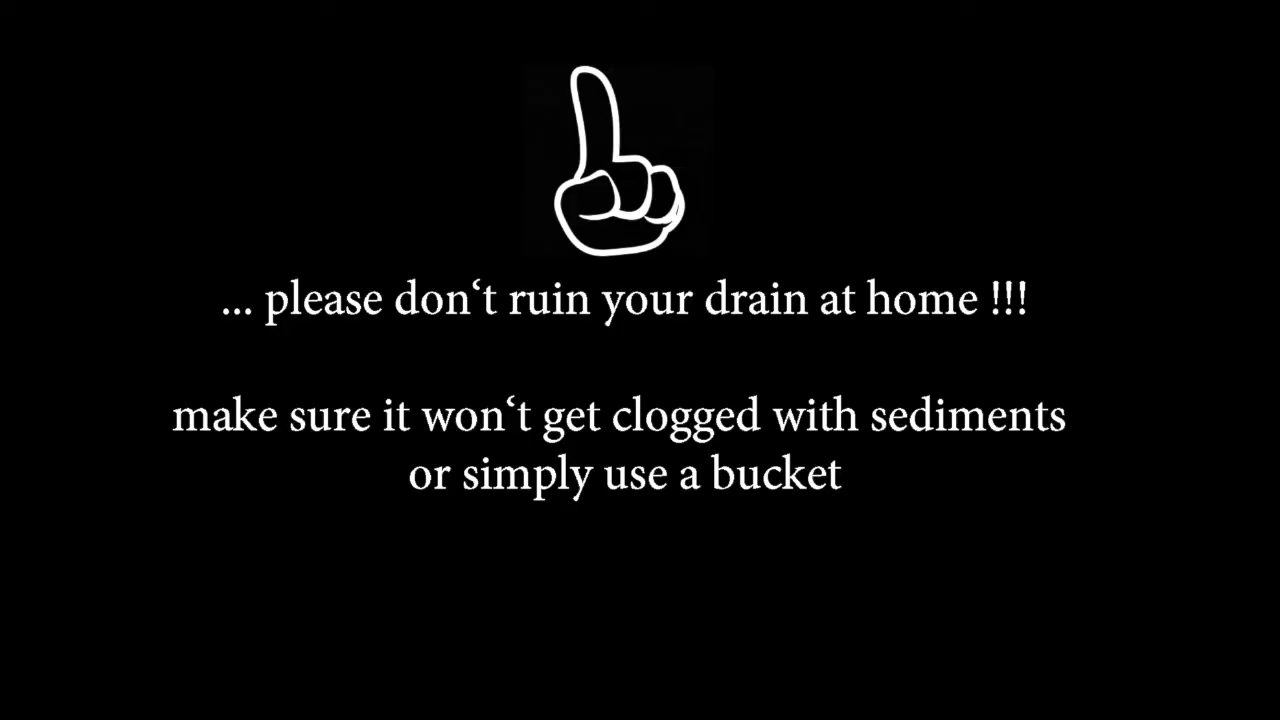 ... please don‘t ruin your drain at home !!!
make sure it won‘t get clogged with sediments
or simply use a bucket